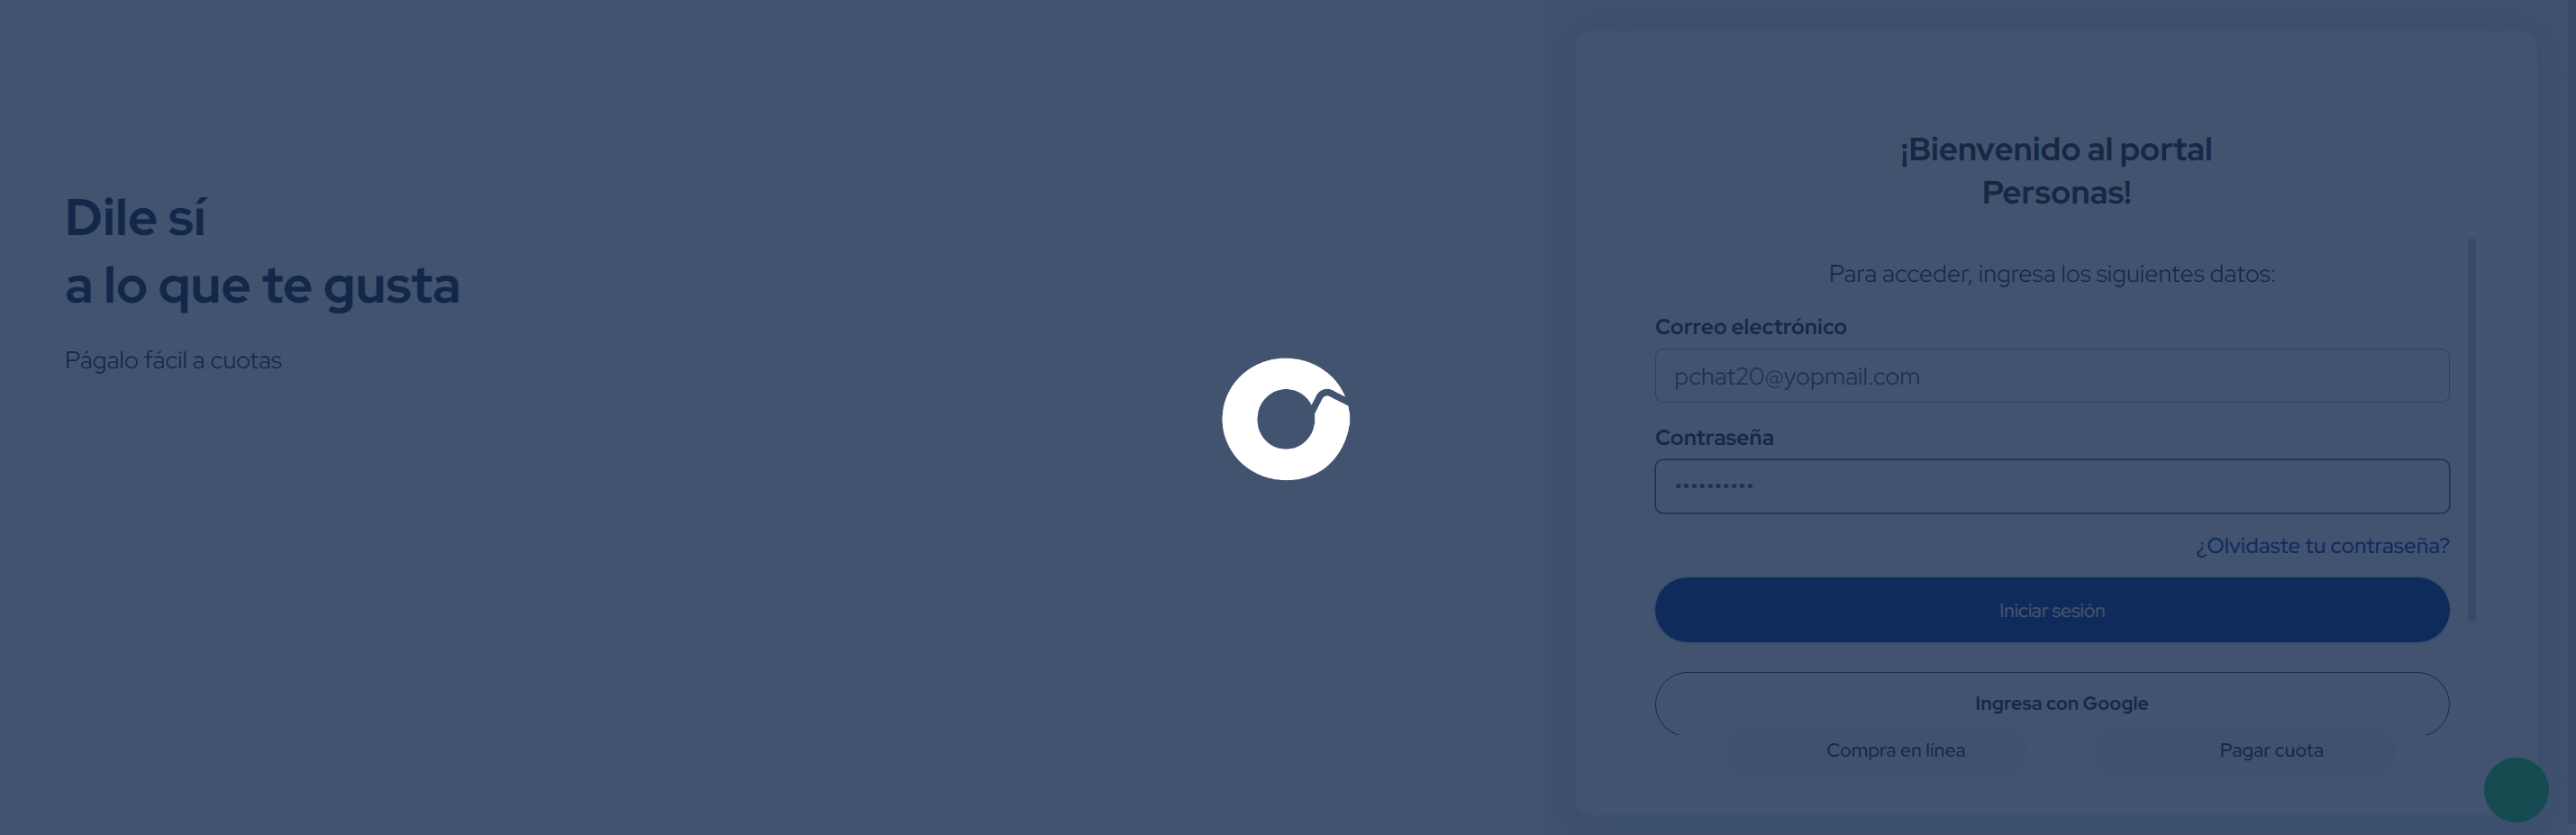 Dile sí
a lo que te gusta
Págalo fácil a cuotas
¡Bienvenido al portal
Personas!
Para acceder, ingresa los siguientes datos:
Correo electrónico
pchat20@yopmail.com
Contraseña
••••••••••
¿Olvidaste tu contraseña?
Iniciar sesión
Ingresa con Google
Compra en línea
Pagar cuota